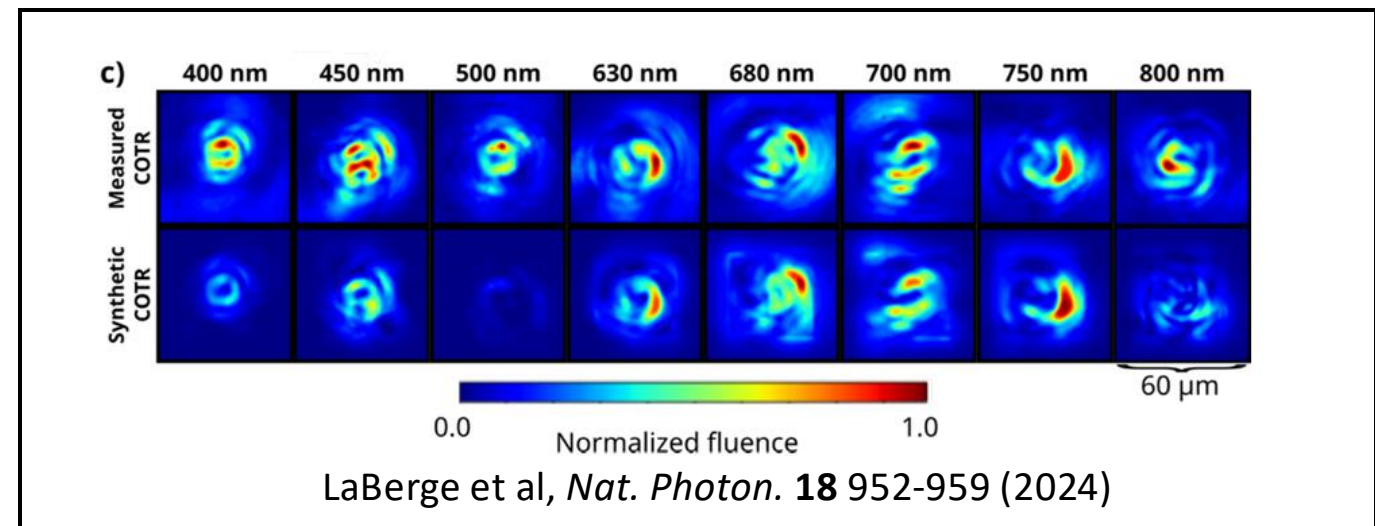 c) 400 nm 450 nm 500 nm 630 nm 680 nm 700 nm 750 nm 800 nm
Measured
COTR
Synthetic
COTR
60 μm
0.0 1.0
Normalized fluence
LaBerge et al, Nat. Photon. 18 952-959 (2024)